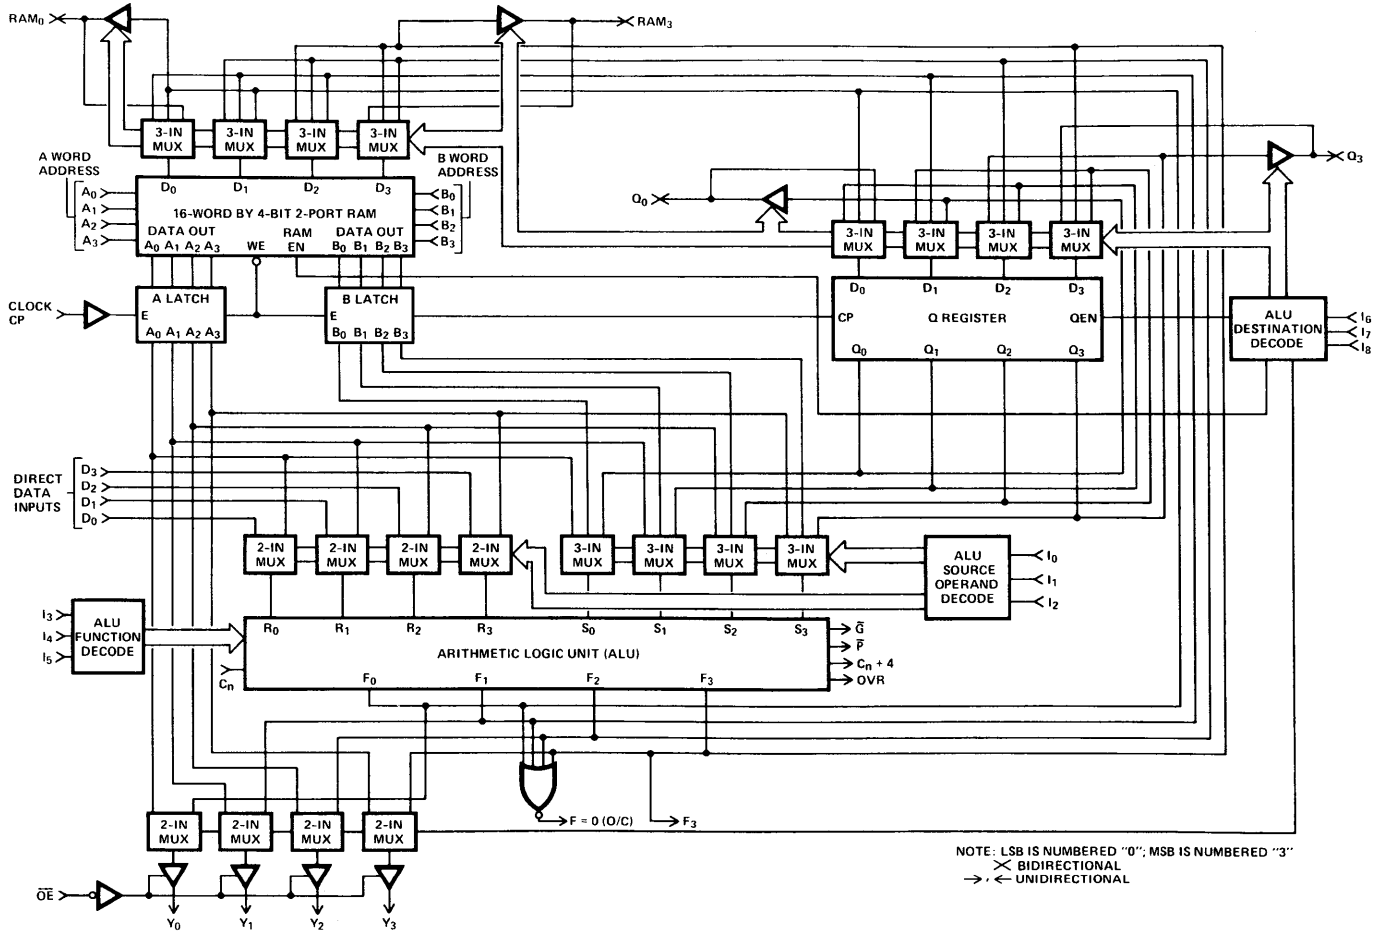 RAM₀
RAM₃
3-IN MUX
3-IN MUX
3-IN MUX
3-IN MUX
A WORD ADDRESS
B WORD ADDRESS
A₀
A₁
A₂
A₃
D₀ D₁ D₂ D₃
16-WORD BY 4-BIT 2-PORT RAM
DATA OUT
A₀ A₁ A₂ A₃
WE
RAM EN
DATA OUT
B₀ B₁ B₂ B₃
B₀
B₁
B₂
B₃
Q₀
Q₃
3-IN MUX
3-IN MUX
3-IN MUX
3-IN MUX
CLOCK CP
A LATCH
E
A₀ A₁ A₂ A₃
B LATCH
E
B₀ B₁ B₂ B₃
D₀ D₁ D₂ D₃
CP
Q REGISTER
QEN
Q₀ Q₁ Q₂ Q₃
ALU DESTINATION DECODE
I₆
I₇
I₈
DIRECT DATA INPUTS
D₃
D₂
D₁
D₀
2-IN MUX
2-IN MUX
2-IN MUX
2-IN MUX
3-IN MUX
3-IN MUX
3-IN MUX
3-IN MUX
ALU SOURCE OPERAND DECODE
I₀
I₁
I₂
I₃
I₄
I₅
ALU FUNCTION DECODE
R₀ R₁ R₂ R₃ S₀ S₁ S₂ S₃
ARITHMETIC LOGIC UNIT (ALU)
Cₙ
F₀ F₁ F₂ F₃
G̅
P̅
Cₙ + 4
OVR
F = 0 (O/C)
F₃
2-IN MUX
2-IN MUX
2-IN MUX
2-IN MUX
O̅E̅
Y₀ Y₁ Y₂ Y₃
NOTE: LSB IS NUMBERED "0"; MSB IS NUMBERED "3"
BIDIRECTIONAL
→ , ← UNIDIRECTIONAL